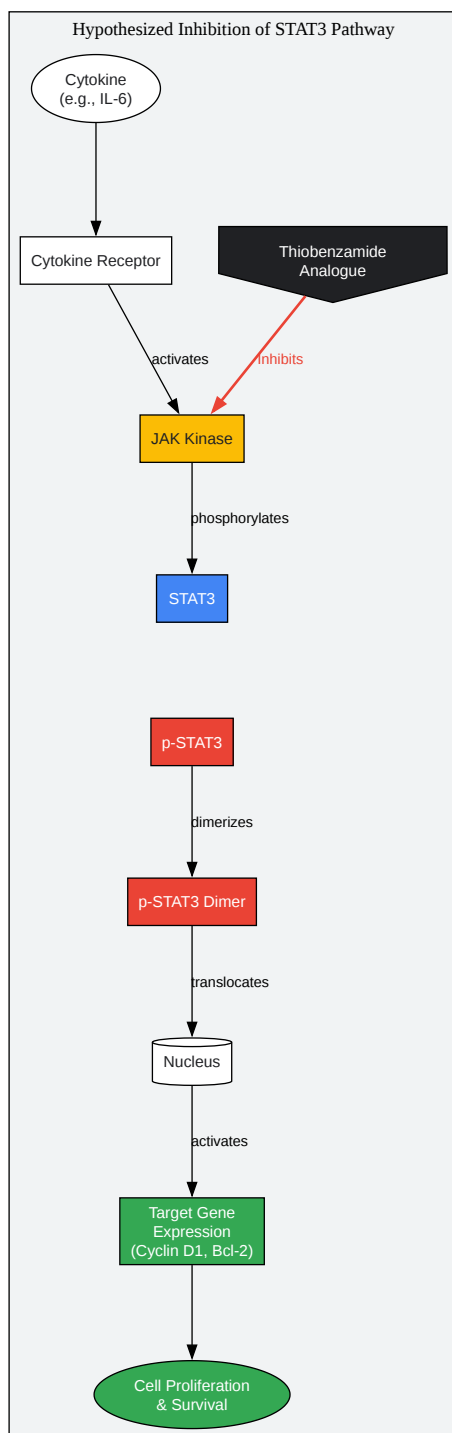 Hypothesized Inhibition of STAT3 Pathway
Cytokine
(e.g., IL-6)
Cytokine Receptor
Thiobenzamide
Analogue
activates
Inhibits
JAK Kinase
phosphorylates
STAT3
p-STAT3
dimerizes
p-STAT3 Dimer
translocates
Nucleus
activates
Target Gene
Expression
(Cyclin D1, Bcl-2)
Cell Proliferation
& Survival